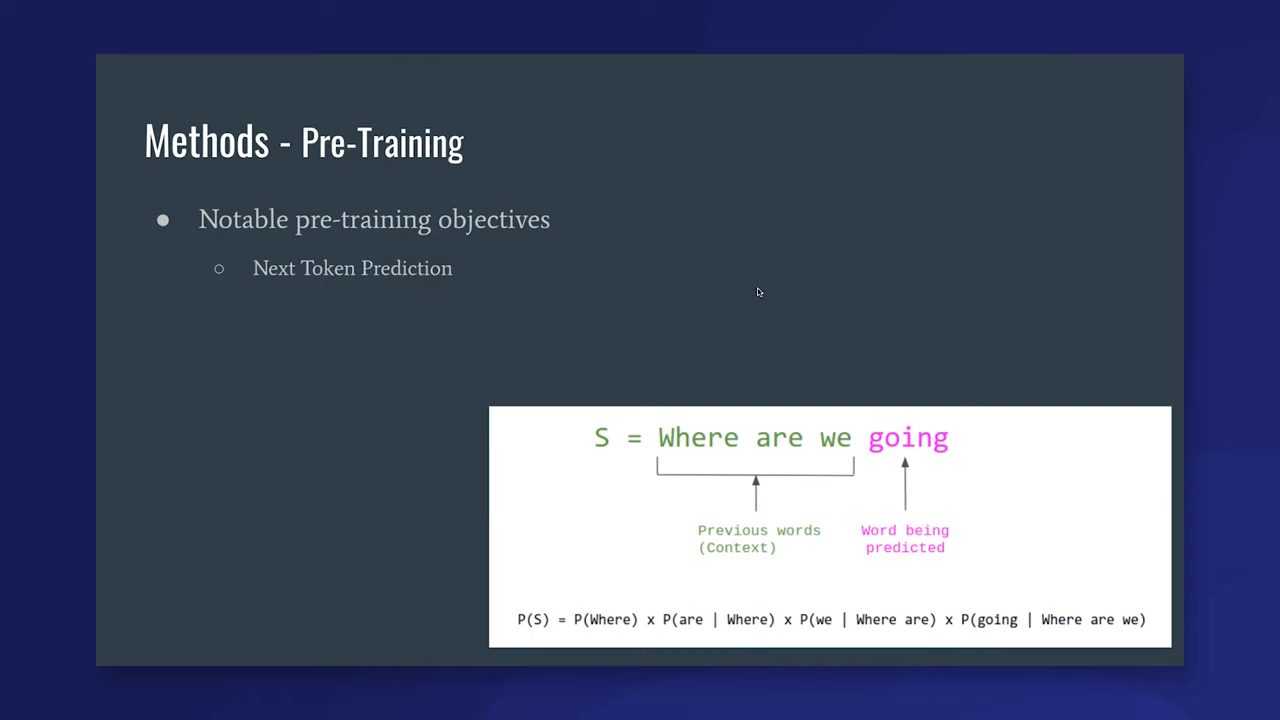 Methods - Pre-Training
● Notable pre-training objectives
○ Next Token Prediction
S = Where are we going
Previous words
(Context)
Word being
predicted
P(S) = P(Where) x P(are | Where) x P(we | Where are) x P(going | Where are we)